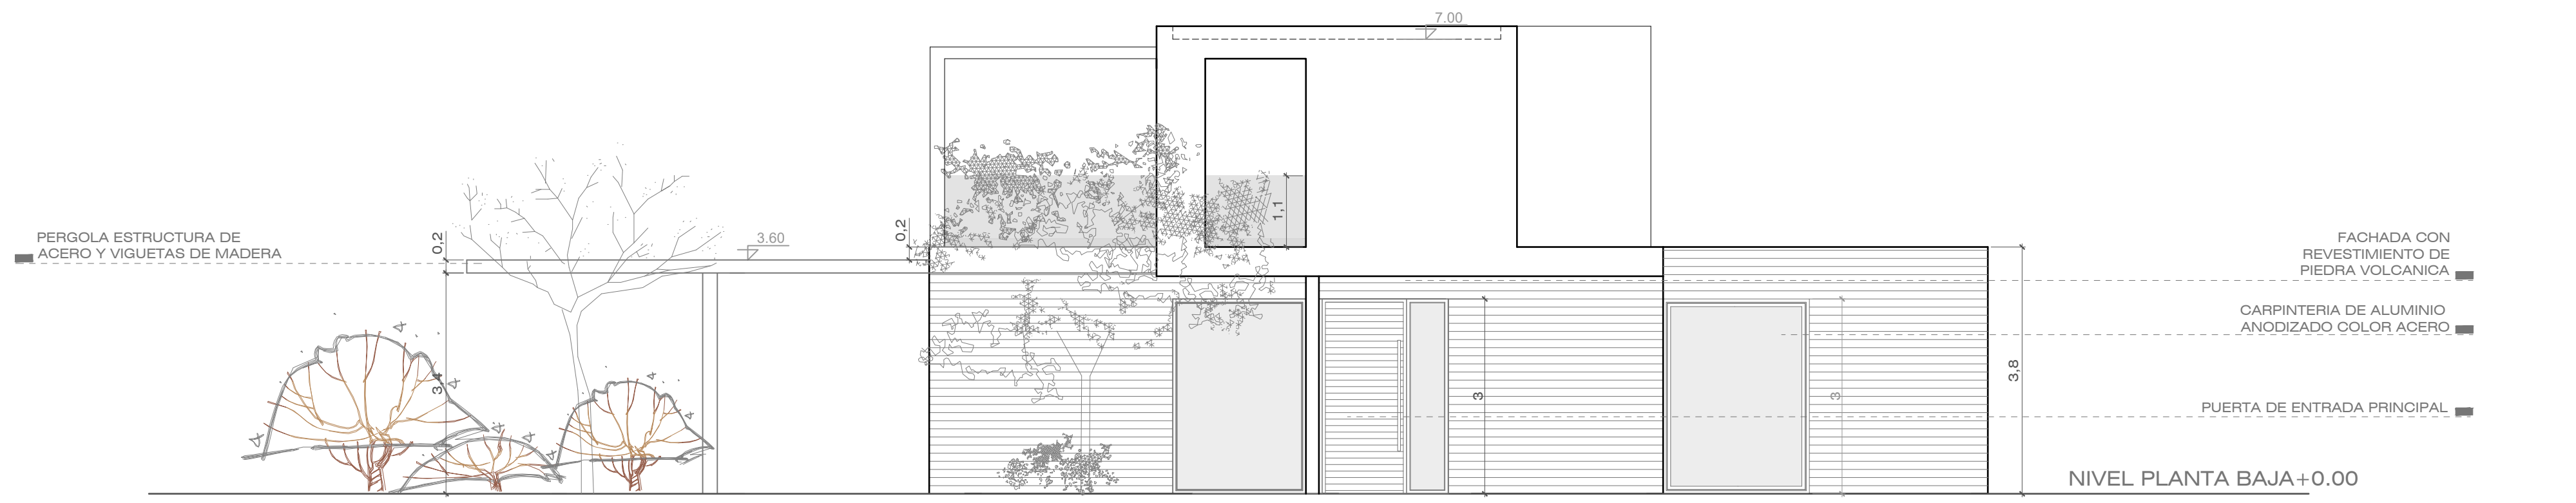 7.00
PERGOLA ESTRUCTURA DE
ACERO Y VIGUETAS DE MADERA
0,2
3.60
0,2
1,1
FACHADA CON
REVESTIMIENTO DE
PIEDRA VOLCANICA
CARPINTERIA DE ALUMINIO
ANODIZADO COLOR ACERO
3,4
3
3
3,8
PUERTA DE ENTRADA PRINCIPAL
NIVEL PLANTA BAJA+0.00